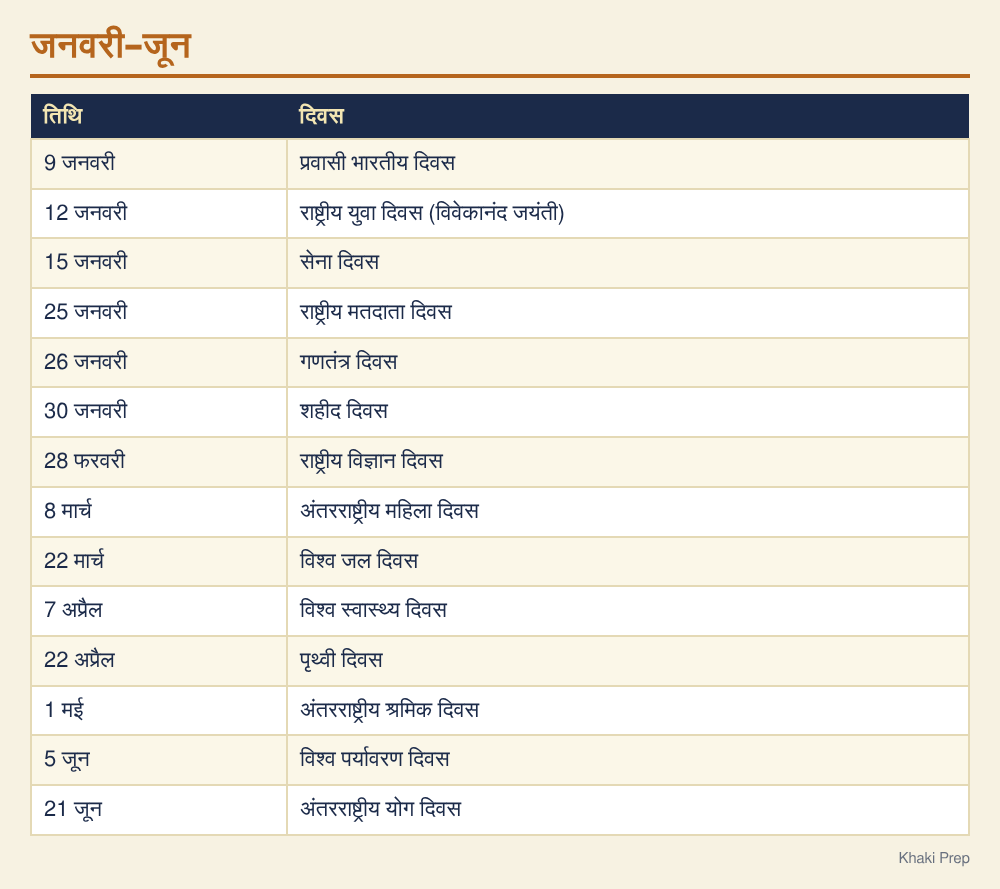 जनवरी–जून
तिथि दिवस
9 जनवरी प्रवासी भारतीय दिवस
12 जनवरी राष्ट्रीय युवा दिवस (विवेकानंद जयंती)
15 जनवरी सेना दिवस
25 जनवरी राष्ट्रीय मतदाता दिवस
26 जनवरी गणतंत्र दिवस
30 जनवरी शहीद दिवस
28 फरवरी राष्ट्रीय विज्ञान दिवस
8 मार्च अंतरराष्ट्रीय महिला दिवस
22 मार्च विश्व जल दिवस
7 अप्रैल विश्व स्वास्थ्य दिवस
22 अप्रैल पृथ्वी दिवस
1 मई अंतरराष्ट्रीय श्रमिक दिवस
5 जून विश्व पर्यावरण दिवस
21 जून अंतरराष्ट्रीय योग दिवस
Khaki Prep